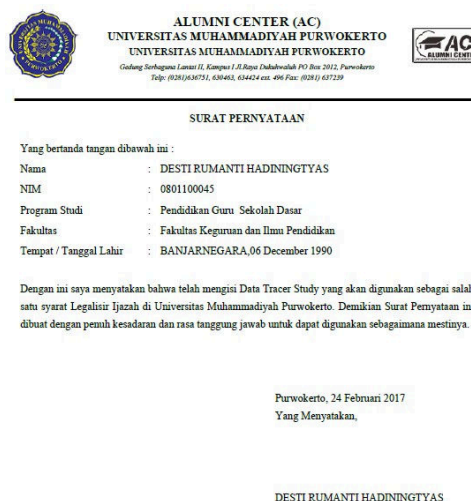 ALUMNI CENTER (AC)
UNIVERSITAS MUHAMMADIYAH PURWOKERTO
UNIVERSITAS MUHAMMADIYAH PURWOKERTO
Gedung Serbaguna Lantai II, Kampus I Jl.Raya Dukuhwaluh PO Box 2012, Purwokerto
Telp: (0281)636751, 630463, 634424 ext. 496 Fax: (0281) 637239
AC
ALUMNI CENT
SURAT PERNYATAAN
Yang bertanda tangan dibawah ini :
Nama : DESTI RUMANTI HADININGTYAS
NIM : 0801100045
Program Studi : Pendidikan Guru Sekolah Dasar
Fakultas : Fakultas Keguruan dan Ilmu Pendidikan
Tempat / Tanggal Lahir : BANJARNEGARA,06 December 1990
Dengan ini saya menyatakan bahwa telah mengisi Data Tracer Study yang akan digunakan sebagai salah
satu syarat Legalisir Ijazah di Universitas Muhammadiyah Purwokerto. Demikian Surat Pernyataan in
dibuat dengan penuh kesadaran dan rasa tanggung jawab untuk dapat digunakan sebagaimana mestinya.
Purwokerto, 24 Februari 2017
Yang Menyatakan,
DESTI RUMANTI HADININGTYAS